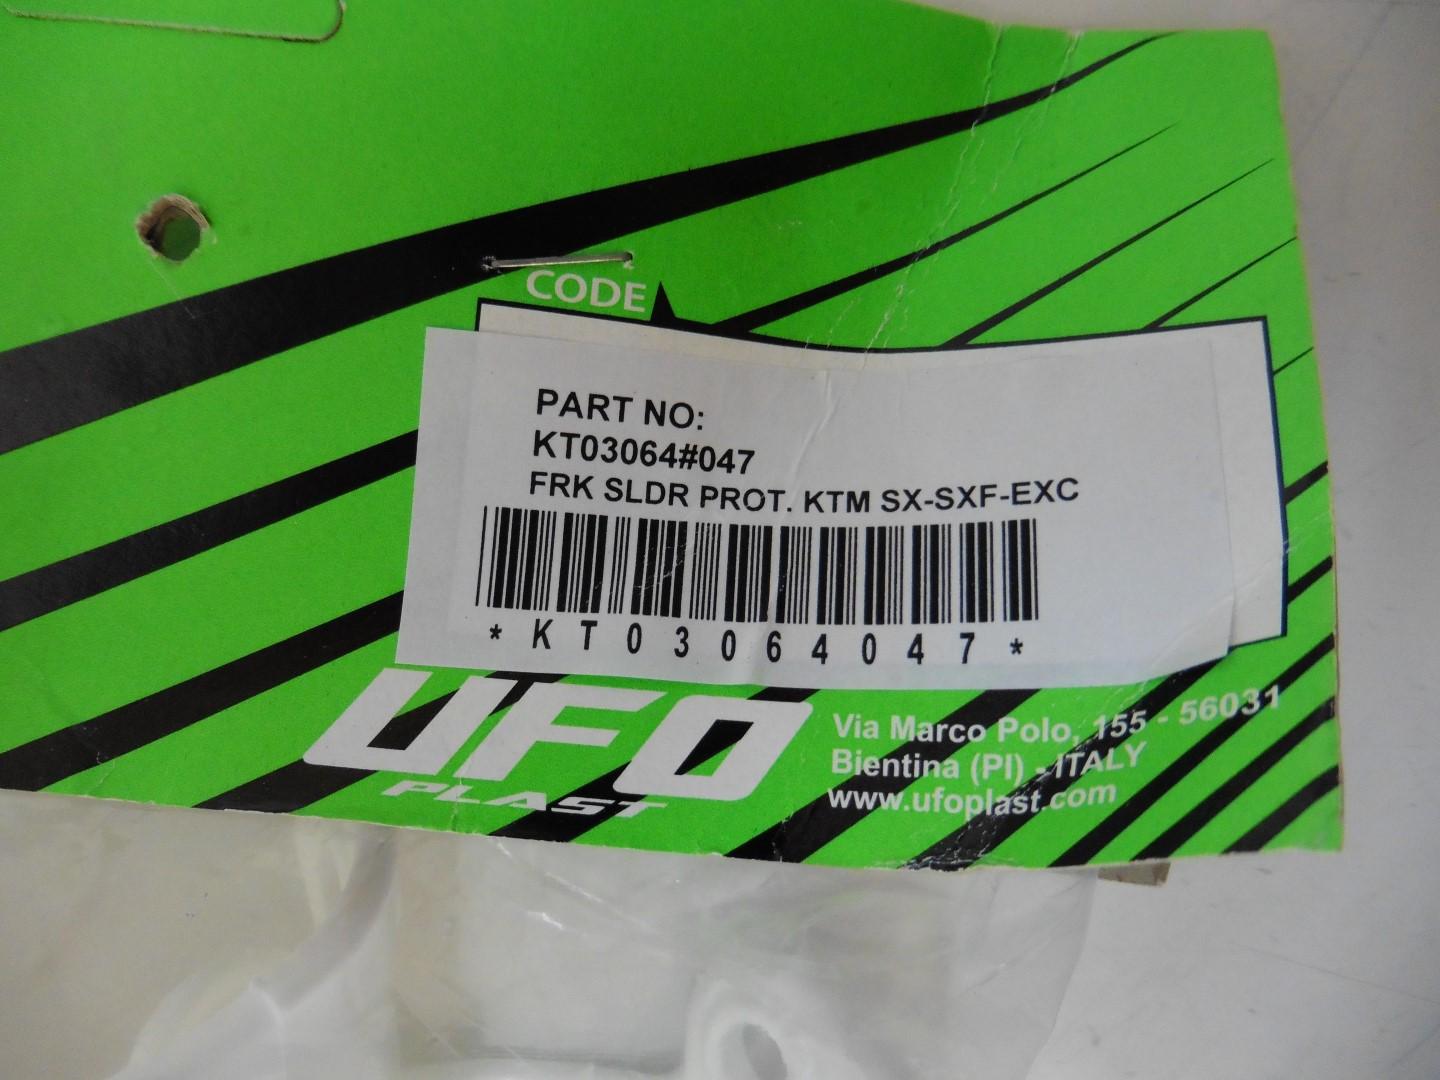 CODE
PART NO:
KT03064#047
FRK SLDR PROT. KTM SX-SXF-EXC
*KT03064047*
UFO
PLAST
Via Marco Polo, 155 - 56031
Bientina (PI) - ITALY
www.ufoplast.com